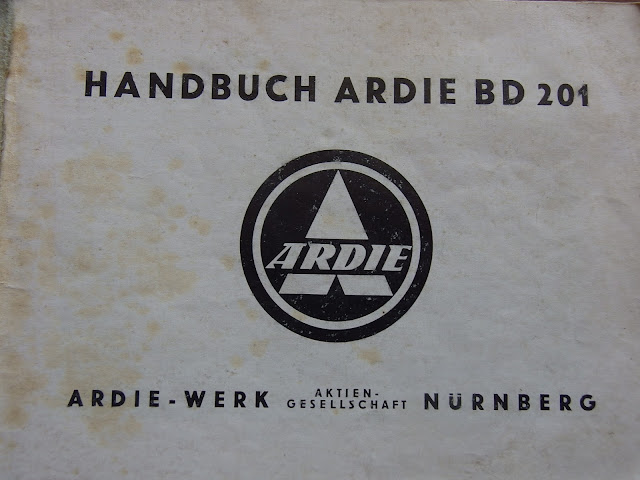 HANDBUCH ARDIE BD 201
ARDIE
ARDIE-WERK AKTIEN-GESELLSCHAFT NÜRNBERG